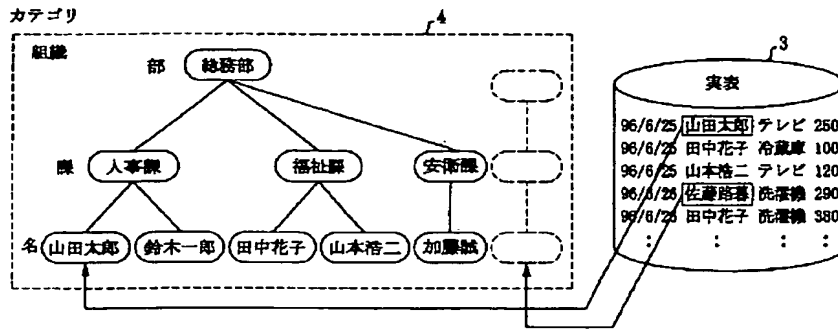 カテゴリ
4
組織
部 総務部
課 人事課 福祉課 安衛課
名 山田太郎 鈴木一郎 田中花子 山本浩二 加藤誠
3
実表
96/6/25 山田太郎 テレビ 250
96/6/25 田中花子 冷蔵庫 100
96/6/25 山本浩二 テレビ 120
96/6/26 佐藤路暮 洗濯機 290
96/6/25 田中花子 洗濯機 380
: : : :